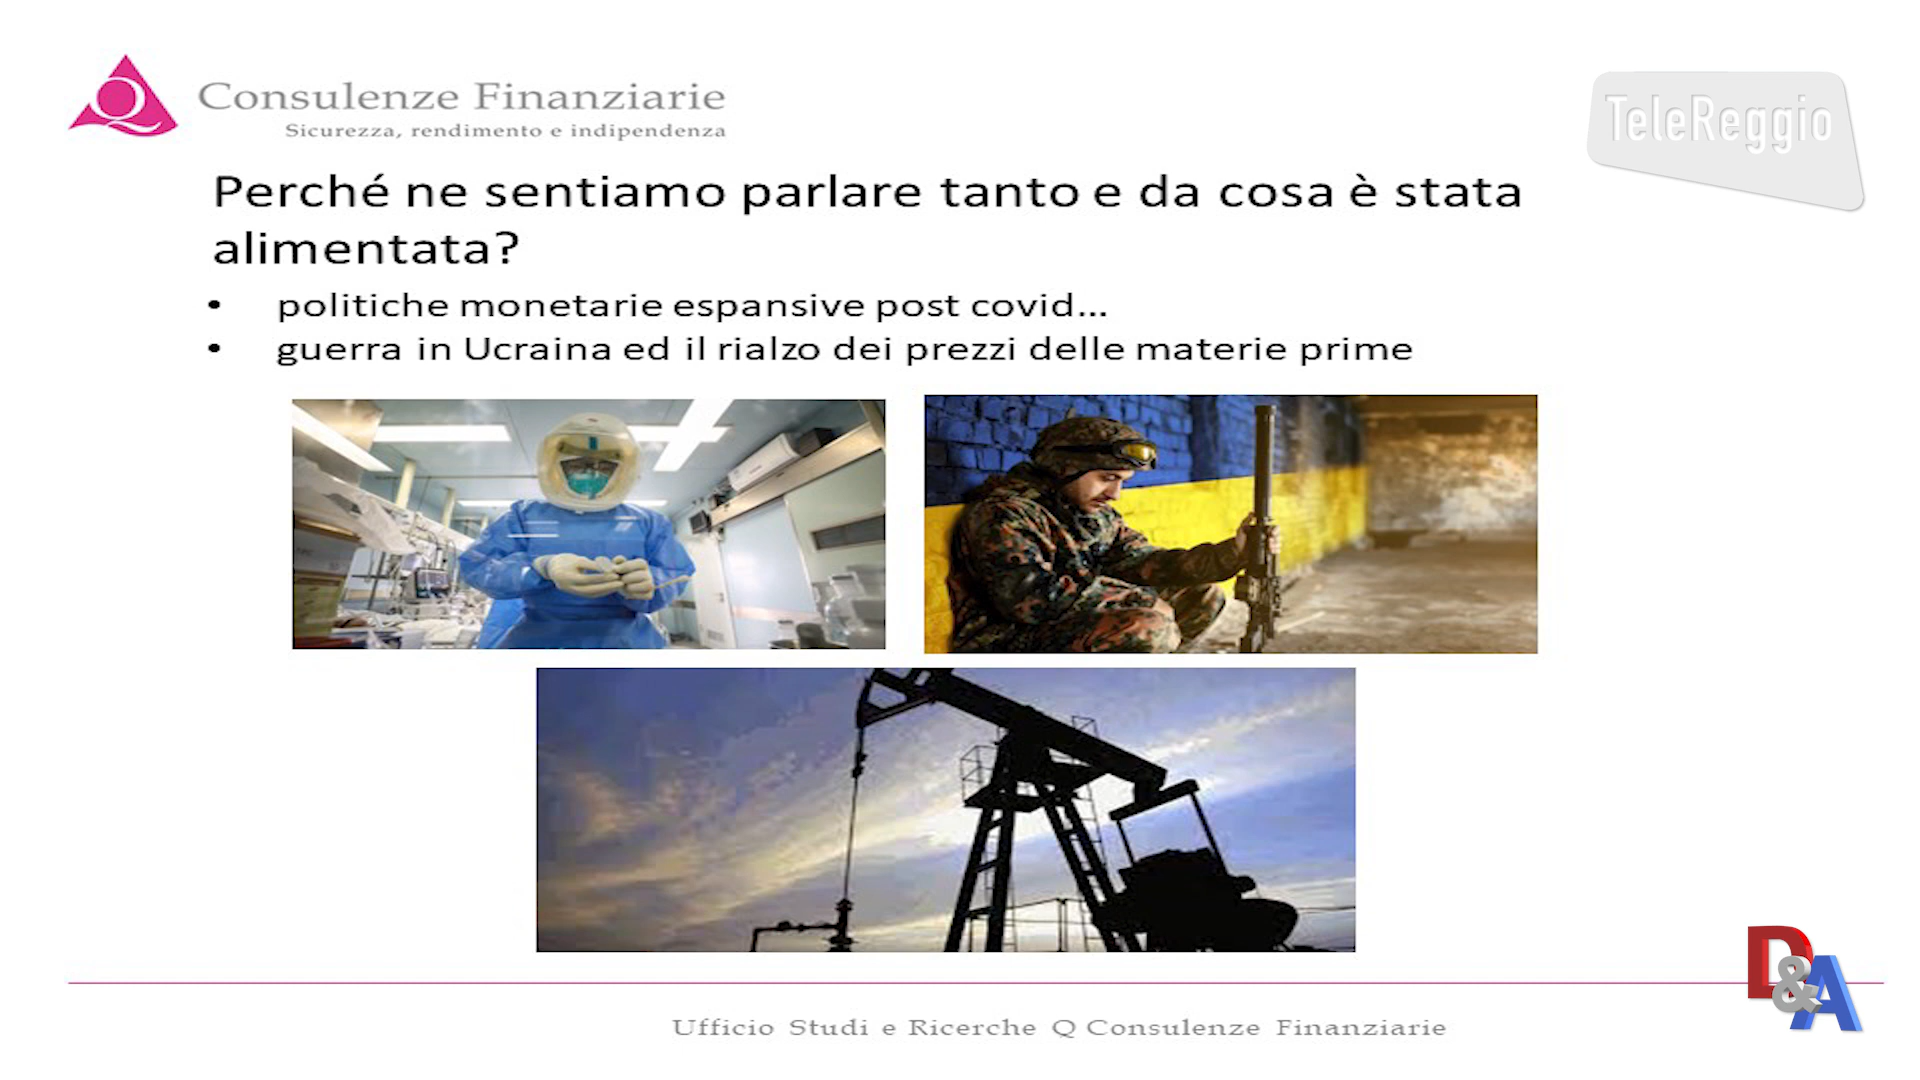 Q Consulenze Finanziarie
Sicurezza, rendimento e indipendenza
TeleReggio
Perché ne sentiamo parlare tanto e da cosa è stata
alimentata?
• politiche monetarie espansive post covid...
• guerra in Ucraina ed il rialzo dei prezzi delle materie prime
D&A
Ufficio Studi e Ricerche Q Consulenze Finanziarie